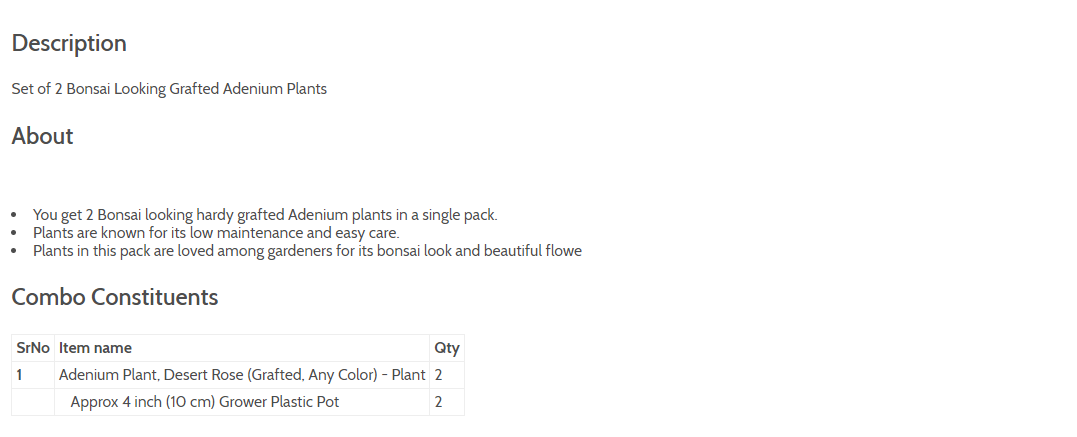 Description
Set of 2 Bonsai Looking Grafted Adenium Plants
About
• You get 2 Bonsai looking hardy grafted Adenium plants in a single pack.
• Plants are known for its low maintenance and easy care.
• Plants in this pack are loved among gardeners for its bonsai look and beautiful flowe
Combo Constituents
SrNo Item name Qty
1 Adenium Plant, Desert Rose (Grafted, Any Color) - Plant 2
Approx 4 inch (10 cm) Grower Plastic Pot 2